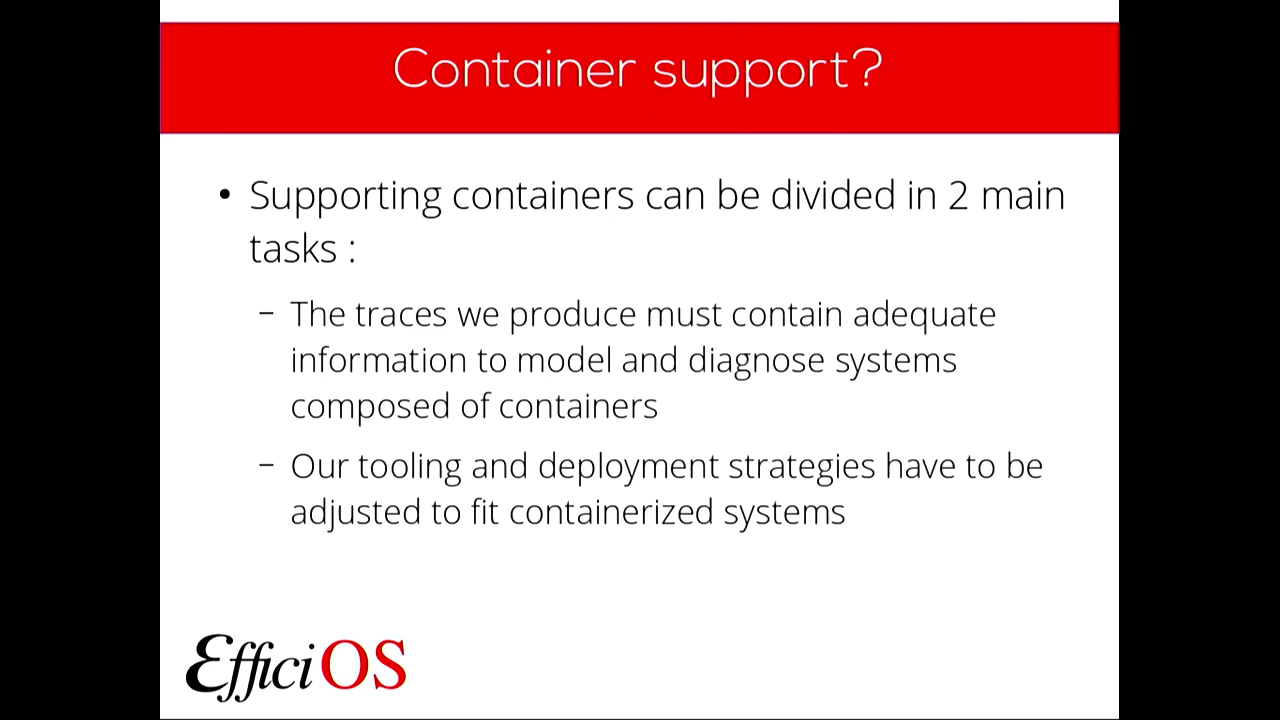 Container support?
• Supporting containers can be divided in 2 main
tasks :
– The traces we produce must contain adequate
information to model and diagnose systems
composed of containers
– Our tooling and deployment strategies have to be
adjusted to fit containerized systems
EfficiOS